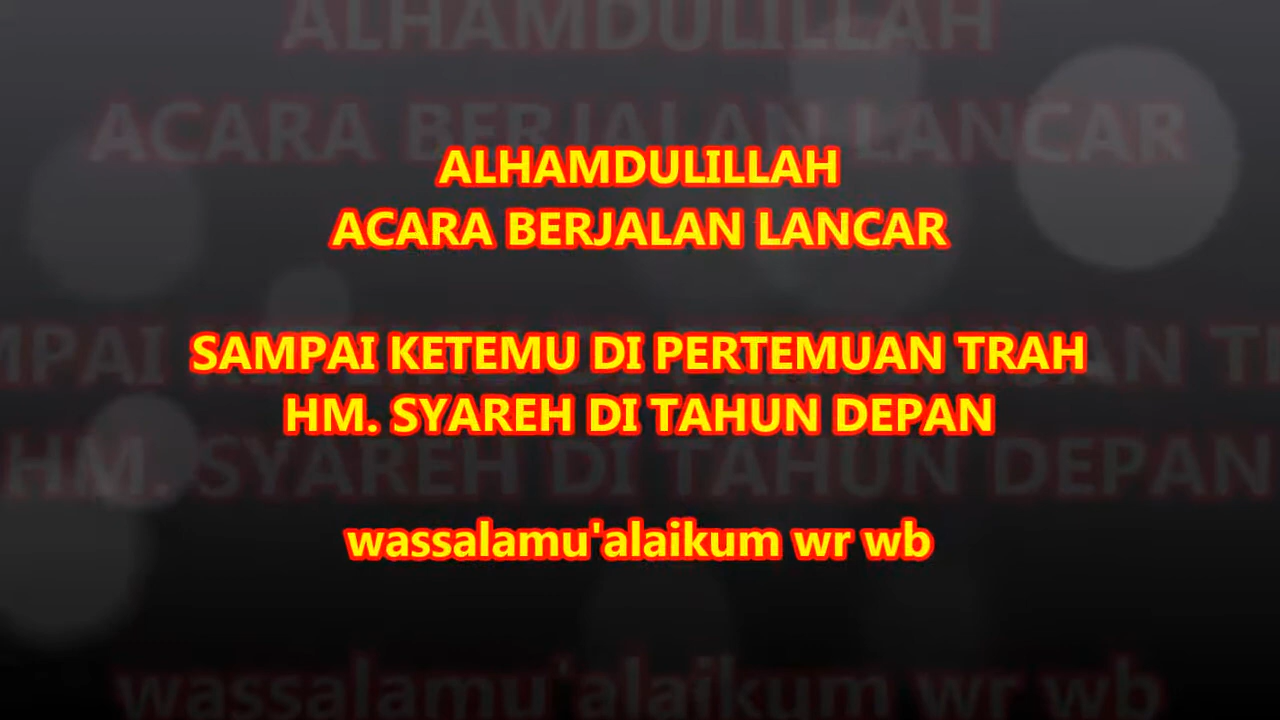 ALHAMDULILLAH
ACARA BERJALAN LANCAR
SAMPAI KETEMU DI PERTEMUAN TRAH
HM. SYAREH DI TAHUN DEPAN
wassalamu'alaikum wr wb